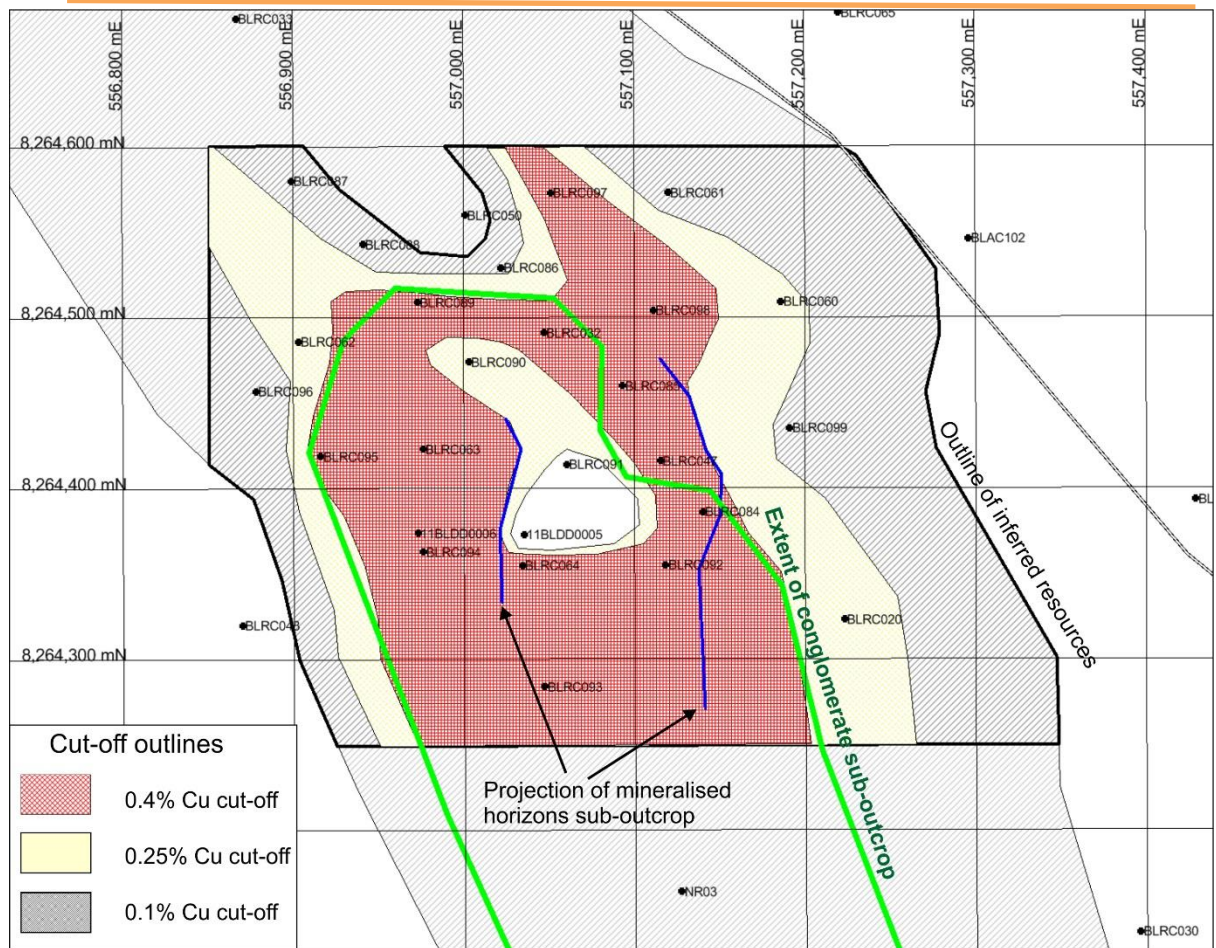 556,800 mE
556,900 mE
557,000 mE
557,100 mE
557,200 mE
557,300 mE
557,400 mE
BLRC033
BLRC065
8,264,600 mN
BLRC087
BLRC097
BLRC061
BLRC050
BLRC088
BLAC102
BLRC086
BLRC089
BLRC060
8,264,500 mN
BLRC098
BLRC032
BLRC062
BLRC090
BLRC085
BLRC096
BLRC099
BLRC063
BLRC095
BLRC091
BLRC047
8,264,400 mN
BL
BLRC084
11BLDD0006
11BLDD0005
BLRC094
BLRC064
BLRC092
BLRC020
8,264,300 mN
BLRC093
Outline of inferred resources
Extent of conglomerate sub-outcrop
Projection of mineralised
horizons sub-outcrop
NR03
BLRC030
Cut-off outlines
0.4% Cu cut-off
0.25% Cu cut-off
0.1% Cu cut-off